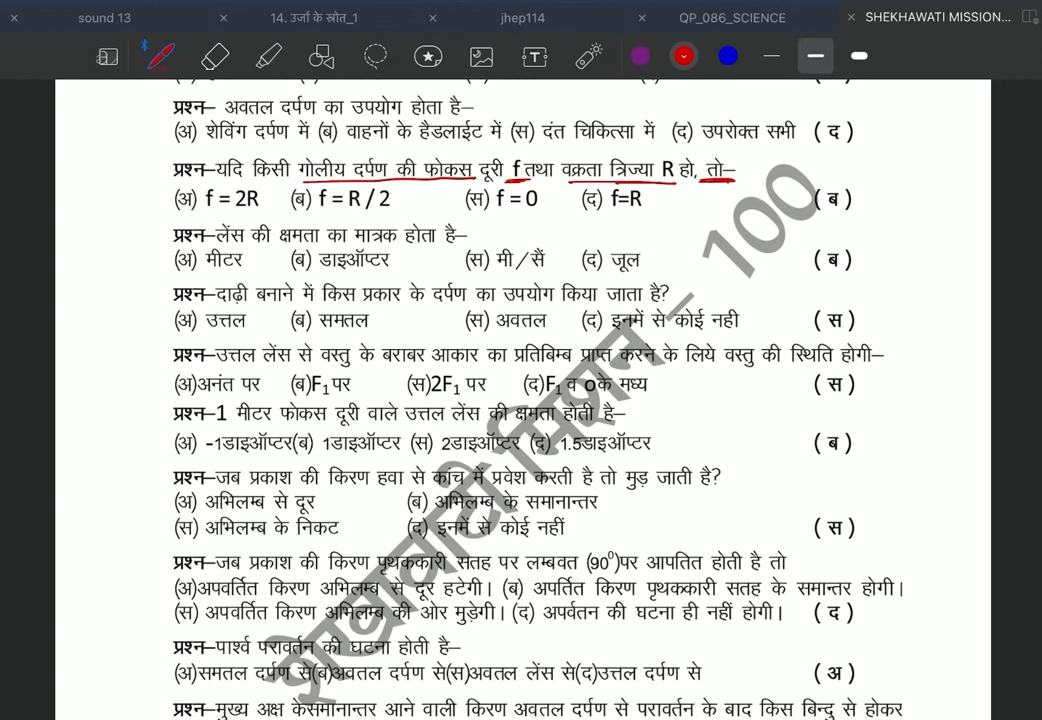 sound 13
14. उर्जा के स्रोत_1
jhep114
QP_086_SCIENCE
SHEKHAWATI MISSION...
प्रश्न– अवतल दर्पण का उपयोग होता है–
(अ) शेविंग दर्पण में (ब) वाहनों के हैडलाईट में (स) दंत चिकित्सा में (द) उपरोक्त सभी ( द )
प्रश्न–यदि किसी गोलीय दर्पण की फोकस दूरी f तथा वक्रता त्रिज्या R हो, तो–
(अ) f = 2R (ब) f = R / 2 (स) f = 0 (द) f=R ( ब )
प्रश्न–लेंस की क्षमता का मात्रक होता है–
(अ) मीटर (ब) डाइऑप्टर (स) मी/सैं (द) जूल ( ब )
प्रश्न–दाढ़ी बनाने में किस प्रकार के दर्पण का उपयोग किया जाता है?
(अ) उत्तल (ब) समतल (स) अवतल (द) इनमें से कोई नही ( स )
प्रश्न–उत्तल लेंस से वस्तु के बराबर आकार का प्रतिबिम्ब प्राप्त करने के लिये वस्तु की स्थिति होगी–
(अ)अनंत पर (ब)F1 पर (स)2F1 पर (द)F1 व oके मध्य ( स )
प्रश्न–1 मीटर फोकस दूरी वाले उत्तल लेंस की क्षमता होती है–
(अ) -1डाइऑप्टर(ब) 1डाइऑप्टर (स) 2डाइऑप्टर (द) 1.5डाइऑप्टर ( ब )
प्रश्न–जब प्रकाश की किरण हवा से कांच में प्रवेश करती है तो मुड़ जाती है?
(अ) अभिलम्ब से दूर (ब) अभिलम्ब के समानान्तर
(स) अभिलम्ब के निकट (द) इनमें से कोई नहीं ( स )
प्रश्न–जब प्रकाश की किरण पृथककारी सतह पर लम्बवत (90⁰)पर आपतित होती है तो
(अ)अपवर्तित किरण अभिलम्ब से दूर हटेगी। (ब) अपर्तित किरण पृथक्कारी सतह के समान्तर होगी।
(स) अपवर्तित किरण अभिलम्ब की ओर मुड़ेगी। (द) अपर्वतन की घटना ही नहीं होगी। ( द )
प्रश्न–पार्श्व परावर्तन की घटना होती है–
(अ)समतल दर्पण से(ब)अवतल दर्पण से(स)अवतल लेंस से(द)उत्तल दर्पण से ( अ )
प्रश्न–मुख्य अक्ष केसमानान्तर आने वाली किरण अवतल दर्पण से परावर्तन के बाद किस बिन्दु से होकर
शेखावाटी मिशन – 100